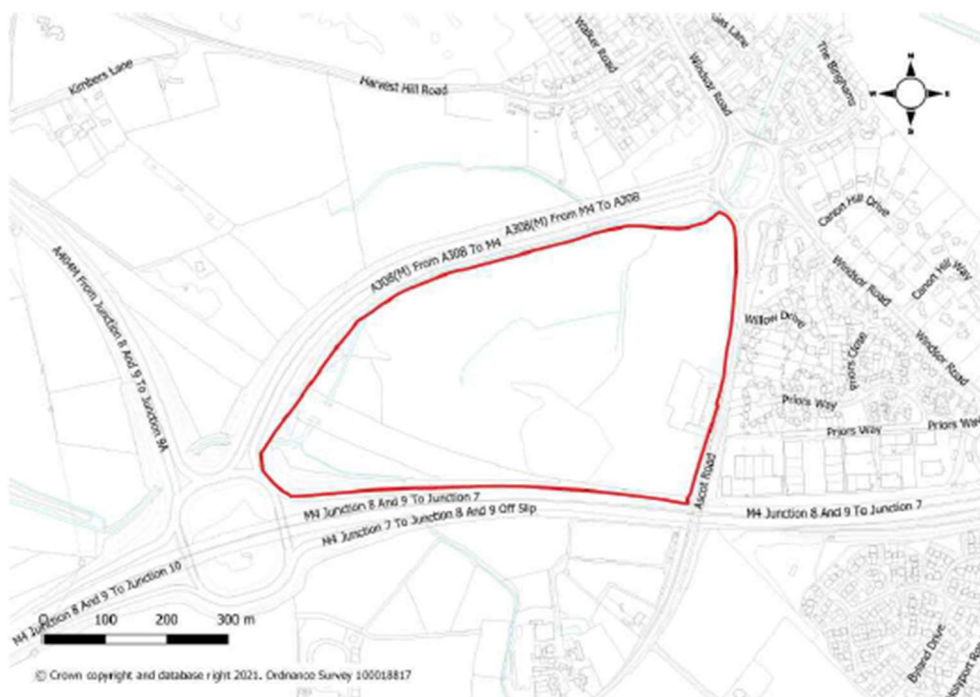 Kimbers Lane
Harvest Hill Road
Walker Road
Gas Lane
Windsor Road
The Binghams
N
W
E
S
Canon Hill Drive
Canon Hill Way
Windsor Road
Windsor Road
A308(M) From M4 To A308
A308(M) From A308 To M4
A404M From Junction 8 And 9 To Junction 9A
Willow Drive
Priors Close
Priors Way
Priors Way
Priors Way
Ascot Road
M4 Junction 8 And 9 To Junction 7
M4 Junction 7 To Junction 8 And 9 Off Slip
M4 Junction 8 And 9 To Junction 7
M4 Junction 8 And 9 To Junction 10
Byland Drive
0 100 200 300 m
© Crown copyright and database right 2021. Ordnance Survey 100018817